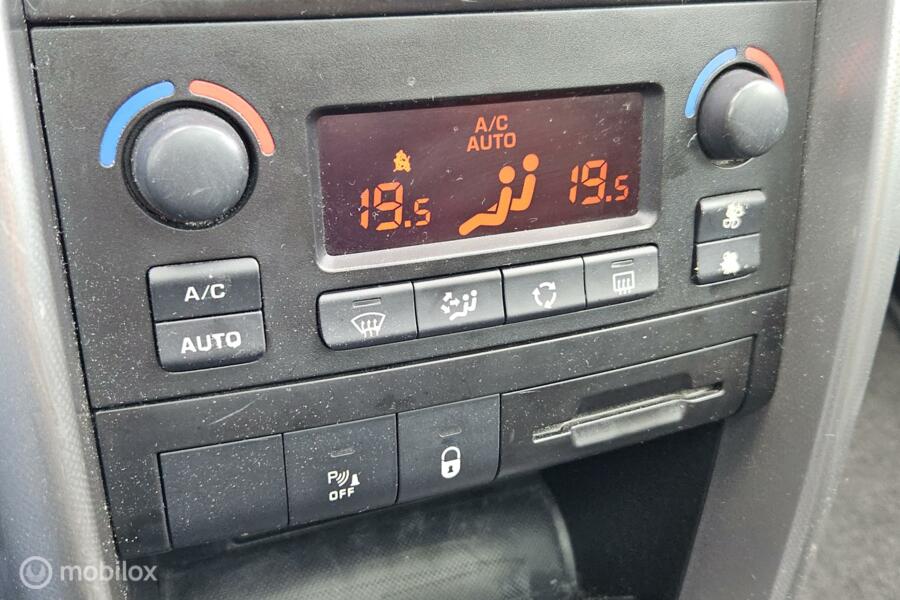 A/C
AUTO
19.5
19.5
A/C
AUTO
P
OFF
mobilox